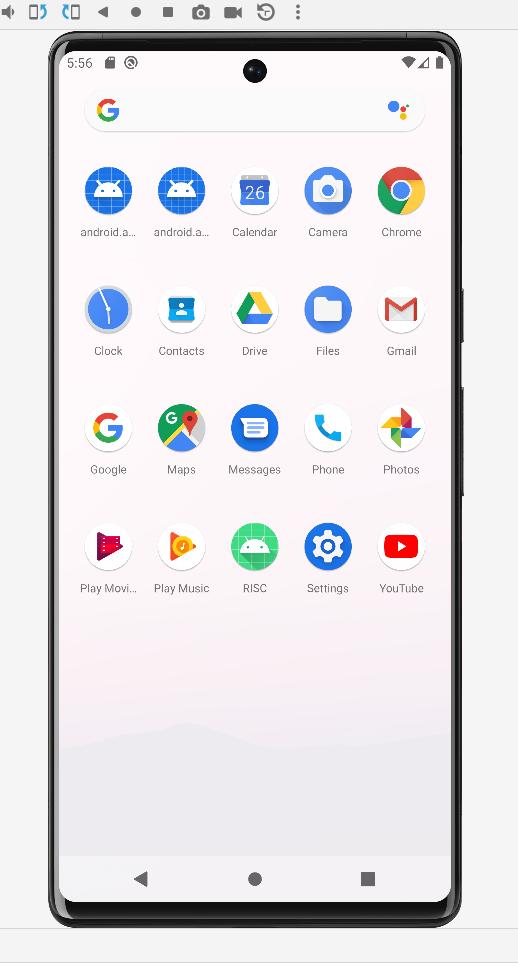 5:56
android.a... android.a... Calendar Camera Chrome
26
Clock Contacts Drive Files Gmail
Google Maps Messages Phone Photos
Play Movi... Play Music RISC Settings YouTube